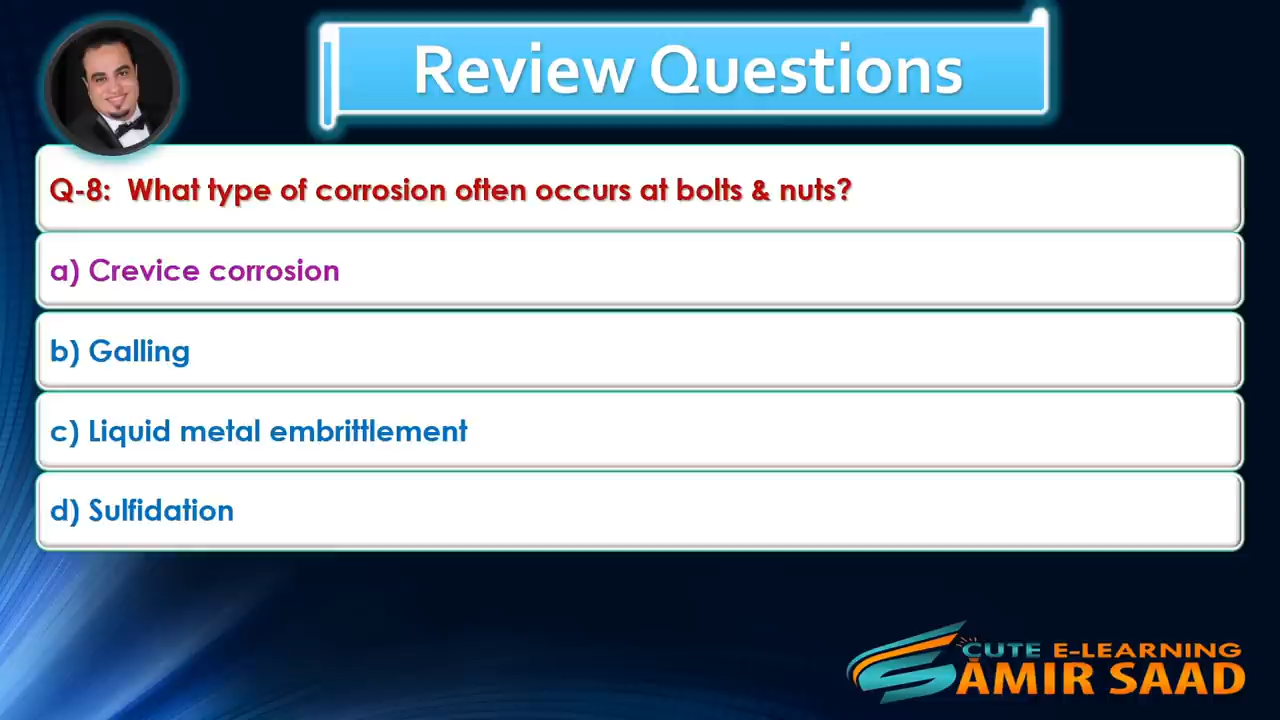 Review Questions
Q-8: What type of corrosion often occurs at bolts & nuts?
a) Crevice corrosion
b) Galling
c) Liquid metal embrittlement
d) Sulfidation
CUTE E-LEARNING
AMIR SAAD